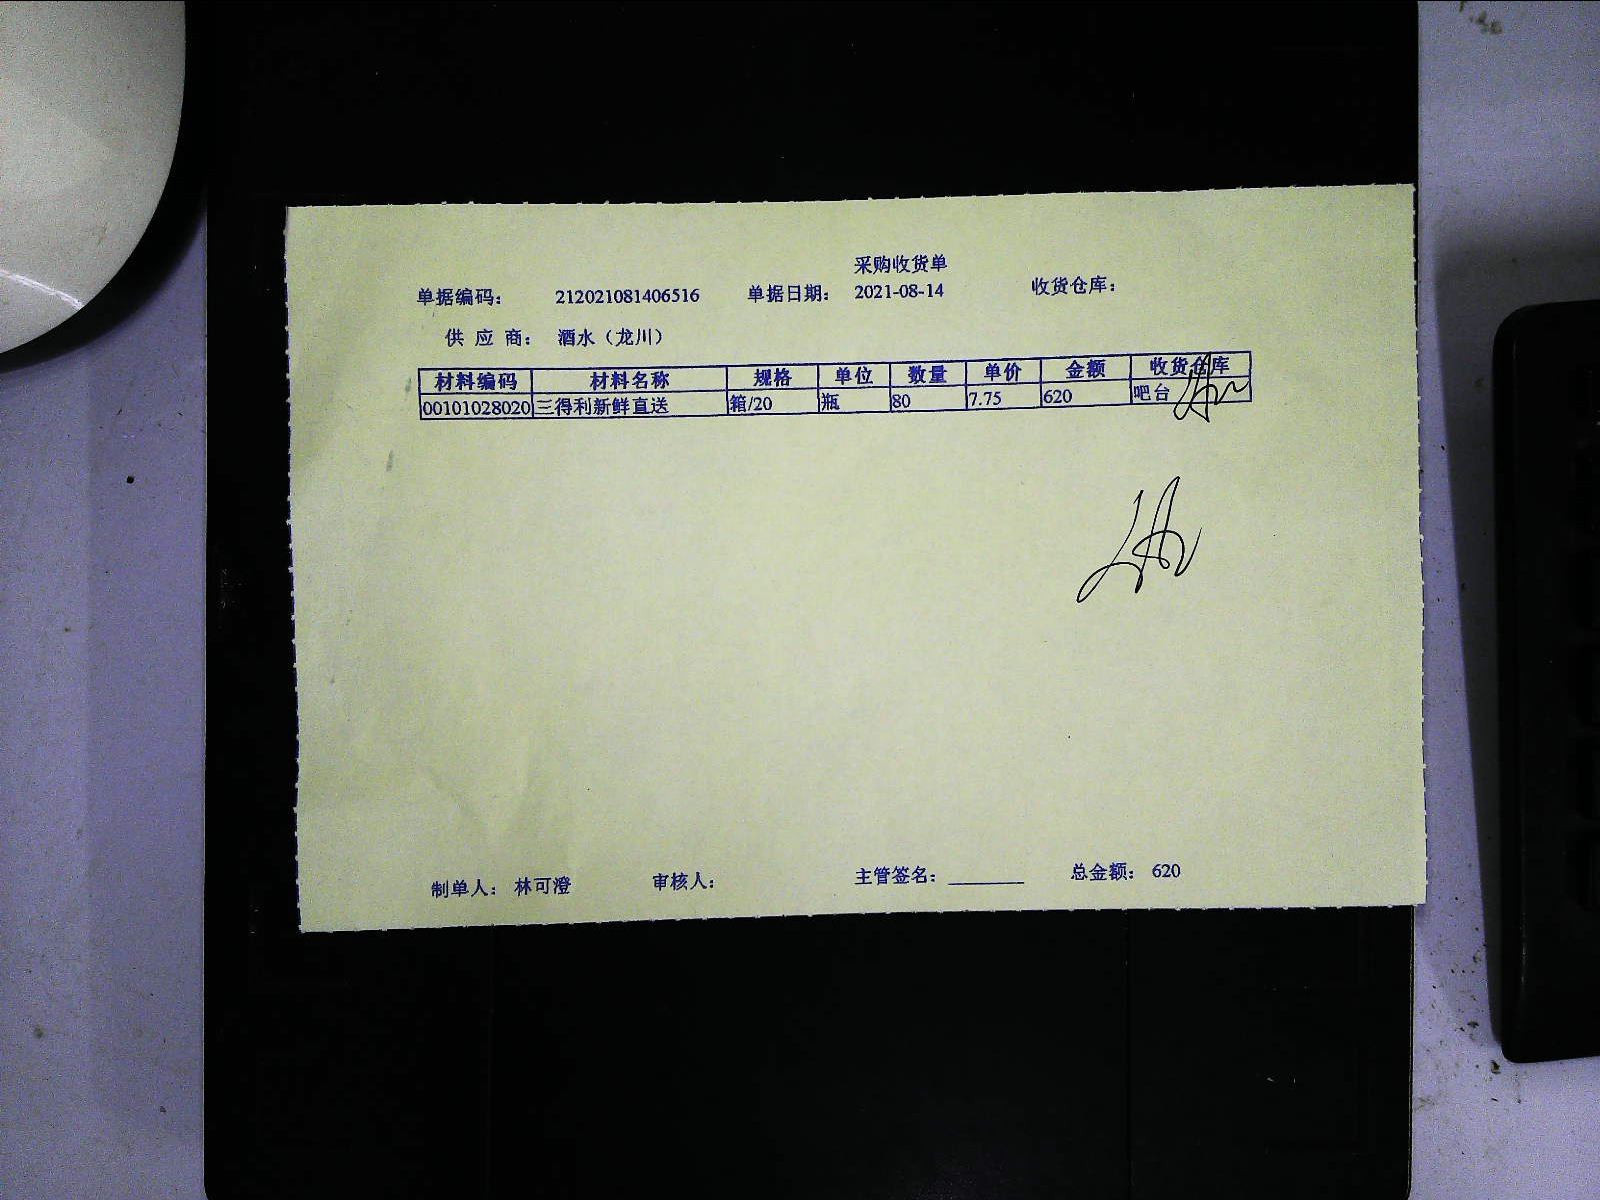 采购收货单
单据编码： 212021081406516 单据日期： 2021-08-14 收货仓库：
供 应 商： 酒水（龙川）
材料编码 材料名称 规格 单位 数量 单价 金额 收货仓库
00101028020 三得利新鲜直送 箱/20 瓶 80 7.75 620 吧台
制单人： 林可澄 审核人： 主管签名：________ 总金额： 620